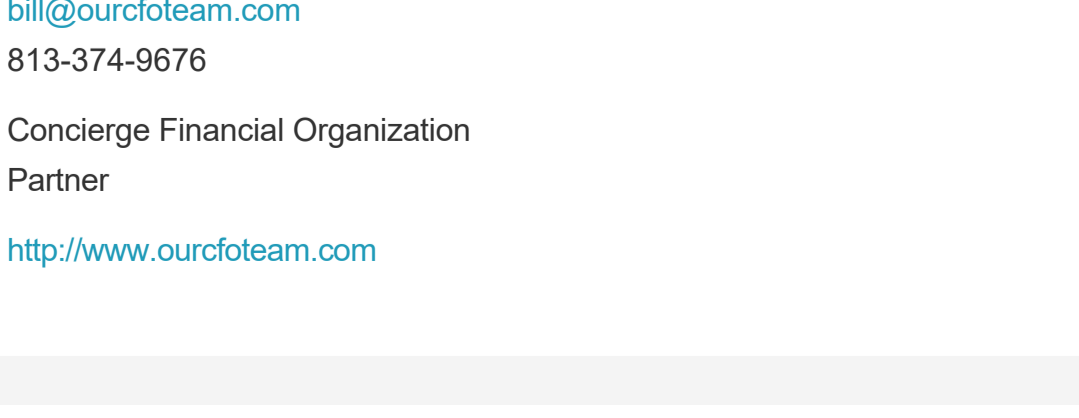 bill@ourcfoteam.com
813-374-9676
Concierge Financial Organization
Partner
http://www.ourcfoteam.com